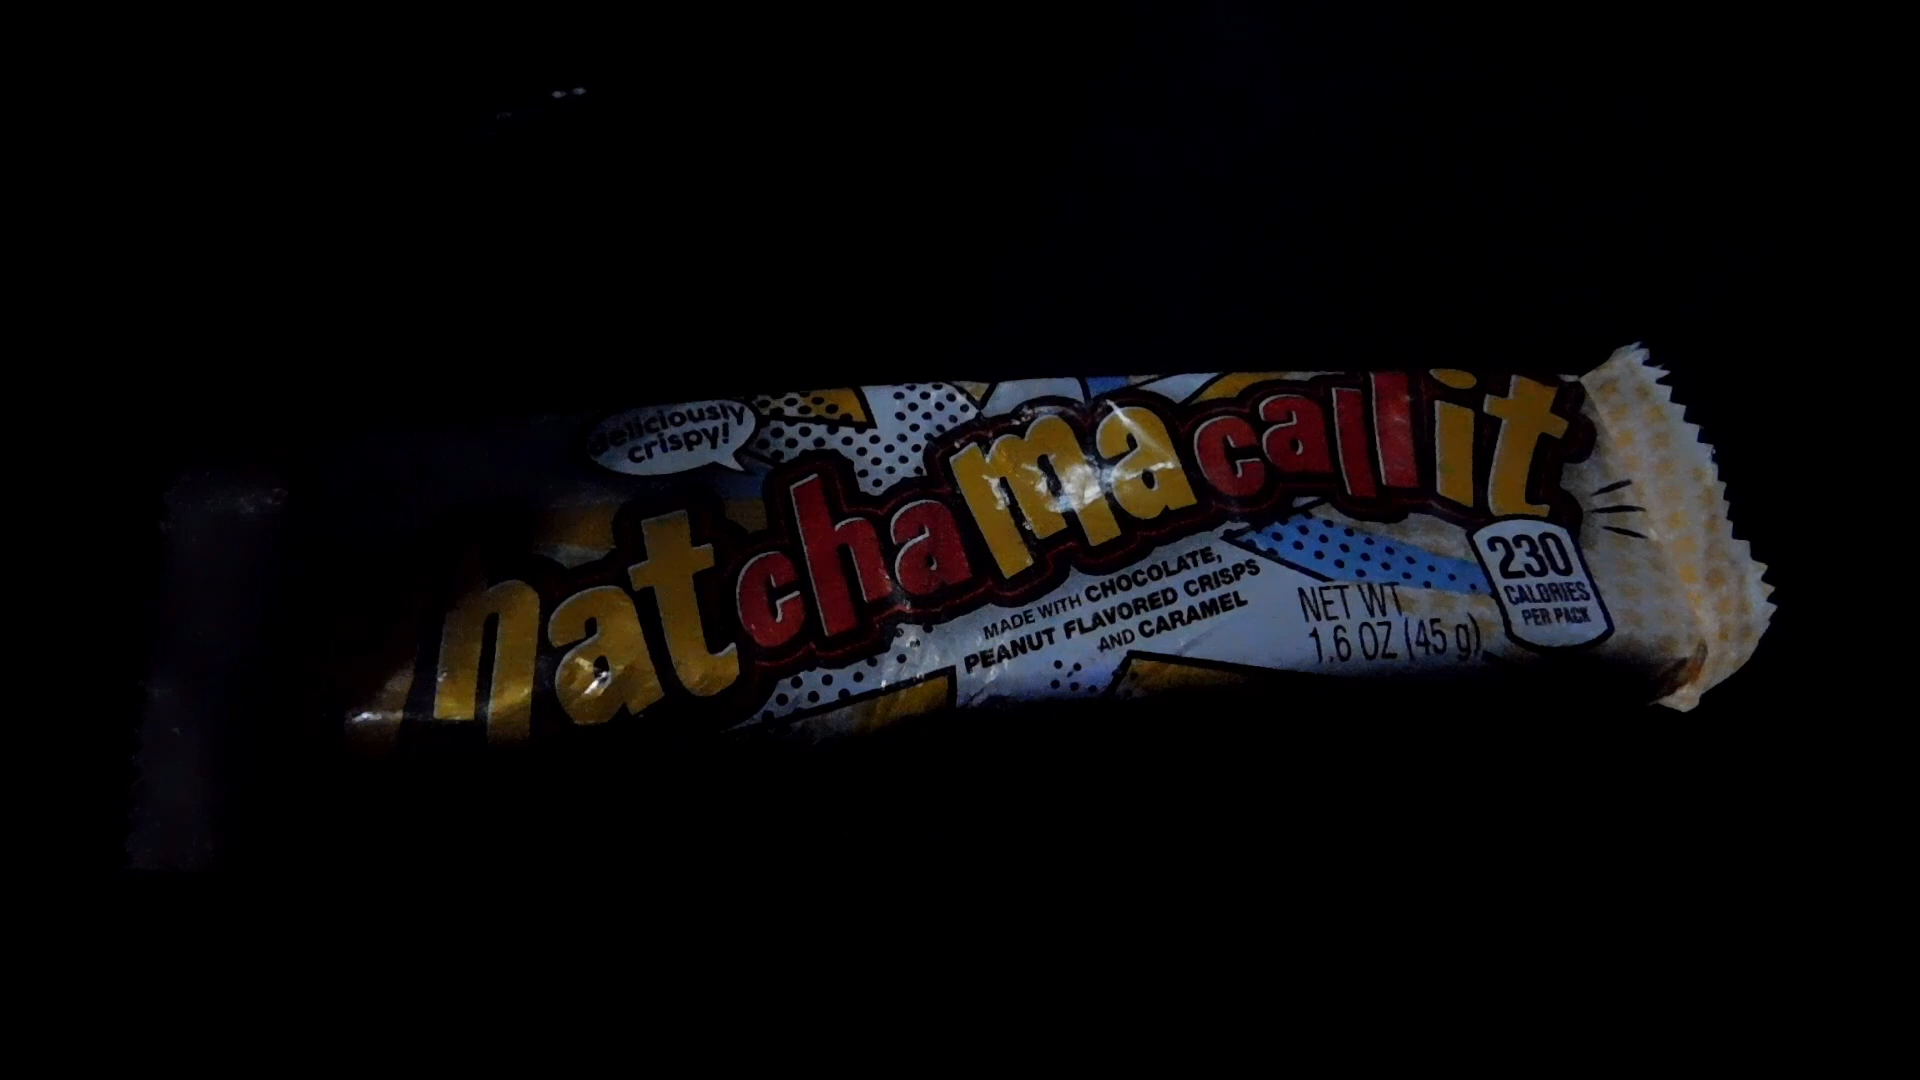 deliciously
crispy!
hatchamacallit
MADE WITH CHOCOLATE,
PEANUT FLAVORED CRISPS
AND CARAMEL
NET WT
1.6 OZ (45 g)
230
CALORIES
PER PACK